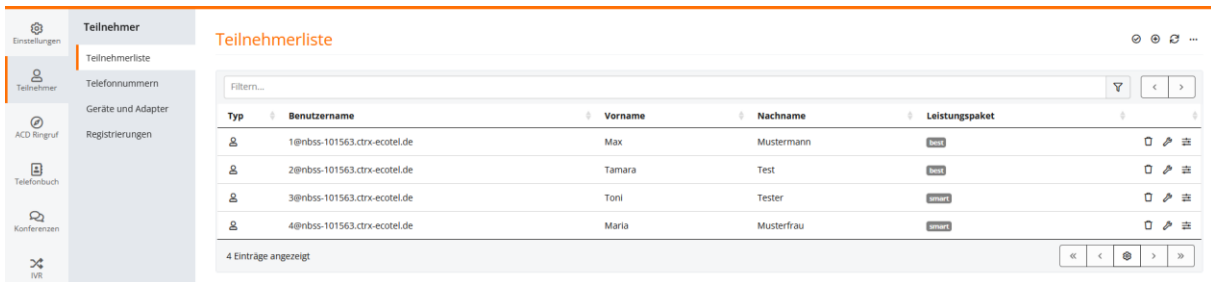 Einstellungen
Teilnehmer
ACD Ringruf
Telefonbuch
Konferenzen
IVR
Teilnehmer
Teilnehmerliste
Telefonnummern
Geräte und Adapter
Registrierungen
Teilnehmerliste
Filtern...
Typ Benutzername Vorname Nachname Leistungspaket
1@nbss-101563.ctrx-ecotel.de Max Mustermann best
2@nbss-101563.ctrx-ecotel.de Tamara Test best
3@nbss-101563.ctrx-ecotel.de Toni Tester smart
4@nbss-101563.ctrx-ecotel.de Maria Musterfrau smart
4 Einträge angezeigt